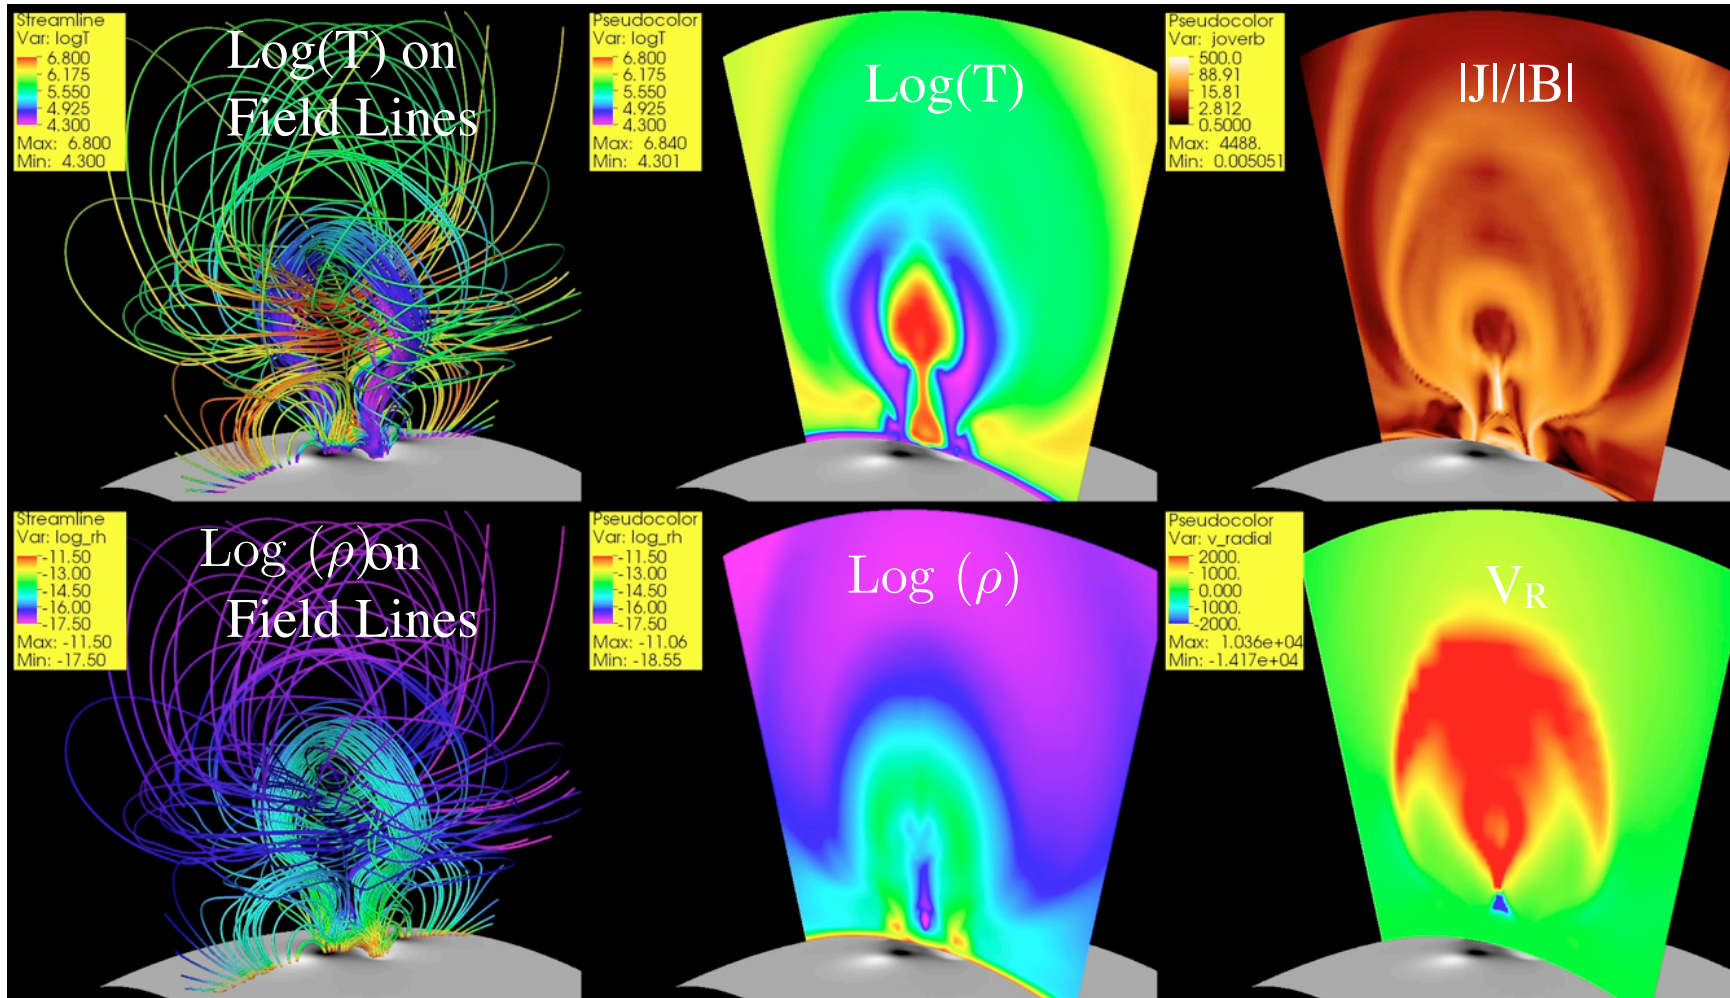 Streamline
Var: logT
6.800
6.175
5.550
4.925
4.300
Max: 6.800
Min: 4.300
Log(T) on
Field Lines
Pseudocolor
Var: logT
6.800
6.175
5.550
4.925
4.300
Max: 6.840
Min: 4.301
Log(T)
Pseudocolor
Var: joverb
500.0
88.91
15.81
2.812
0.5000
Max: 4488.
Min: 0.005051
|J|/|B|
Streamline
Var: log_rh
-11.50
-13.00
-14.50
-16.00
-17.50
Max: -11.50
Min: -17.50
Log (ρ) on
Field Lines
Pseudocolor
Var: log_rh
-11.50
-13.00
-14.50
-16.00
-17.50
Max: -11.06
Min: -18.55
Log (ρ)
Pseudocolor
Var: v_radial
2000.
1000.
0.000
-1000.
-2000.
Max: 1.036e+04
Min: -1.417e+04
V_R